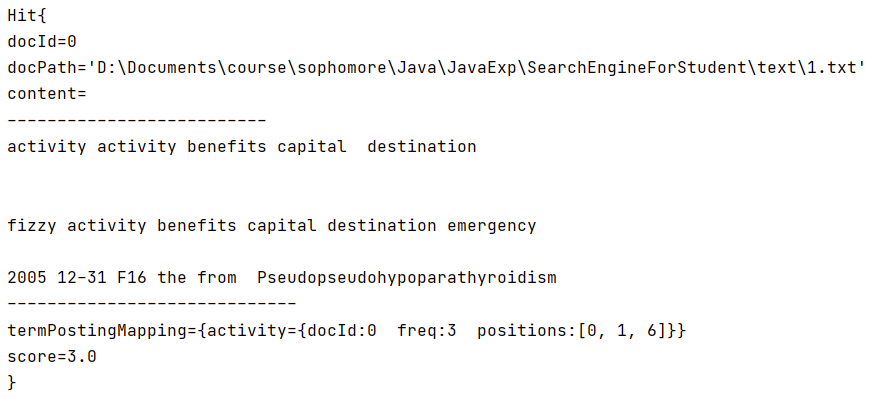 Hit{
docId=0
docPath='D:\Documents\course\sophomore\Java\JavaExp\SearchEngineForStudent\text\1.txt'
content=
--------------------------
activity activity benefits capital  destination
fizzy activity benefits capital destination emergency
2005 12-31 F16 the from  Pseudopseudohypoparathyroidism
-----------------------------
termPostingMapping={activity={docId:0  freq:3  positions:[0, 1, 6]}}
score=3.0
}